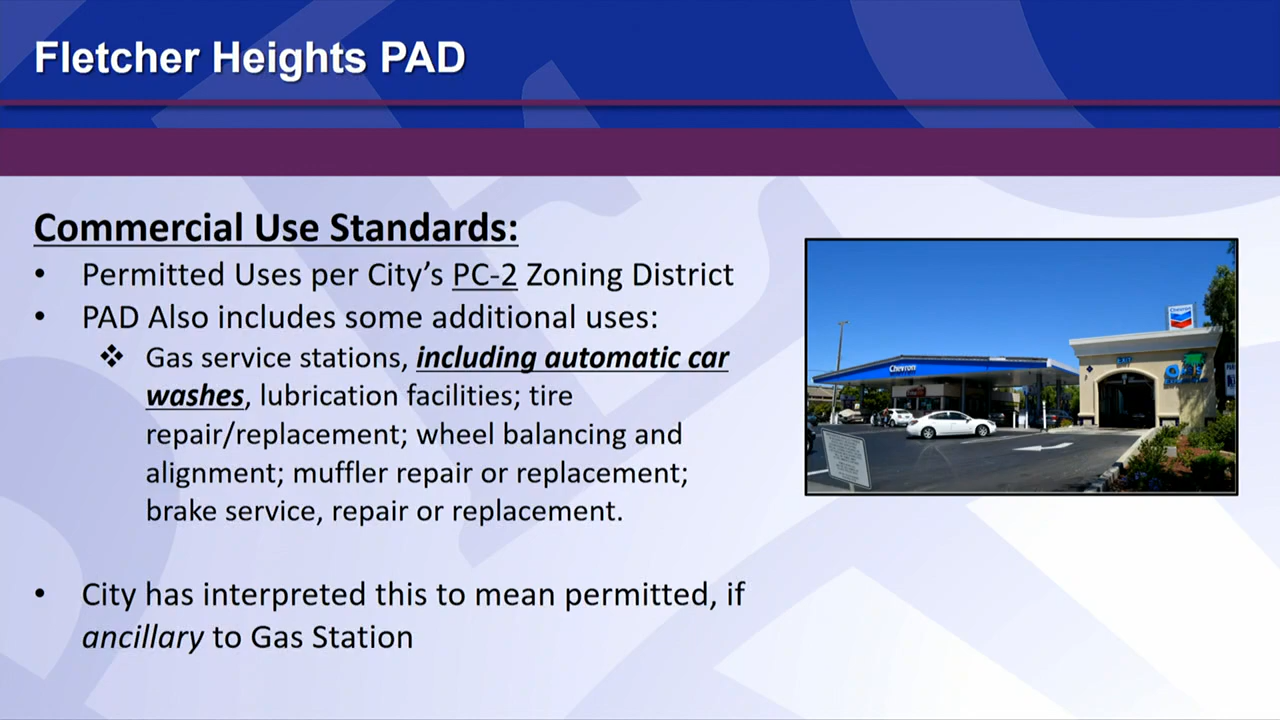 Fletcher Heights PAD
Commercial Use Standards:
• Permitted Uses per City’s PC-2 Zoning District
• PAD Also includes some additional uses:
❖ Gas service stations, including automatic car
washes, lubrication facilities; tire
repair/replacement; wheel balancing and
alignment; muffler repair or replacement;
brake service, repair or replacement.
• City has interpreted this to mean permitted, if
ancillary to Gas Station
Chevron
Chevron